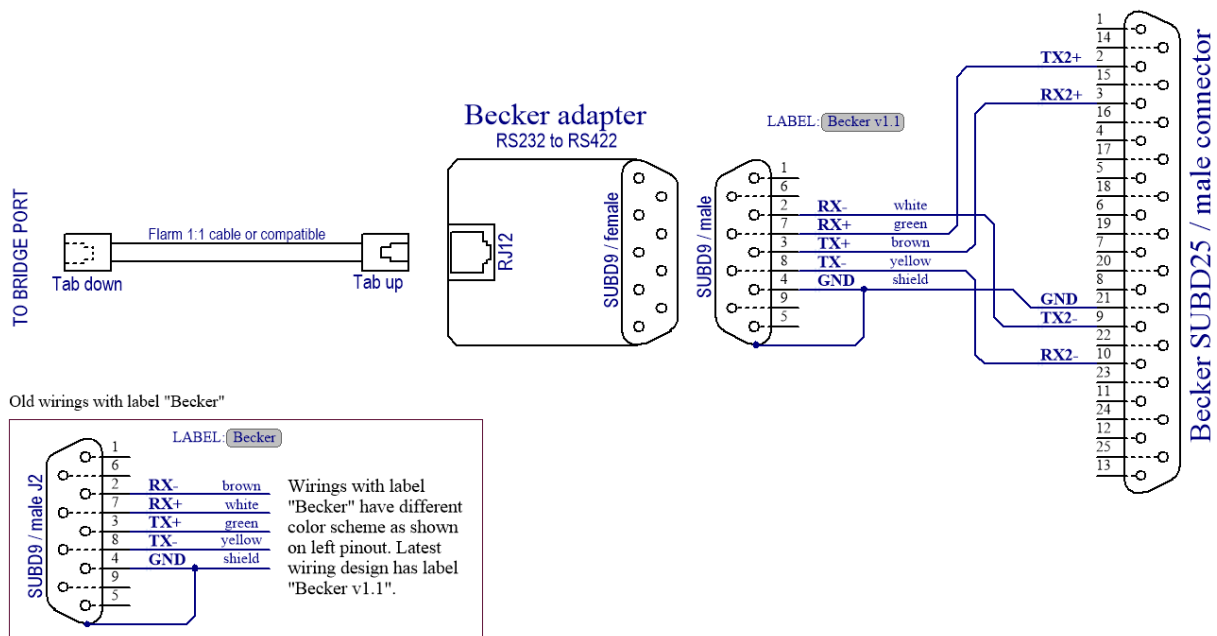 Becker adapter
RS232 to RS422
TO BRIDGE PORT
Flarm 1:1 cable or compatible
Tab down
Tab up
RJ12
SUBD9 / female
LABEL: Becker v1.1
SUBD9 / male
1
6
2 RX- white
7 RX+ green
3 TX+ brown
8 TX- yellow
4 GND shield
9
5
1
14
TX2+ 2
15
RX2+ 3
16
4
17
5
18
6
19
7
20
8
GND 21
TX2- 9
22
RX2- 10
23
11
24
12
25
13
Becker SUBD25 / male connector
Old wirings with label "Becker"
LABEL: Becker
SUBD9 / male J2
1
6
2 RX- brown
7 RX+ white
3 TX+ green
8 TX- yellow
4 GND shield
9
5
Wirings with label
"Becker" have different
color scheme as shown
on left pinout. Latest
wiring design has label
"Becker v1.1".